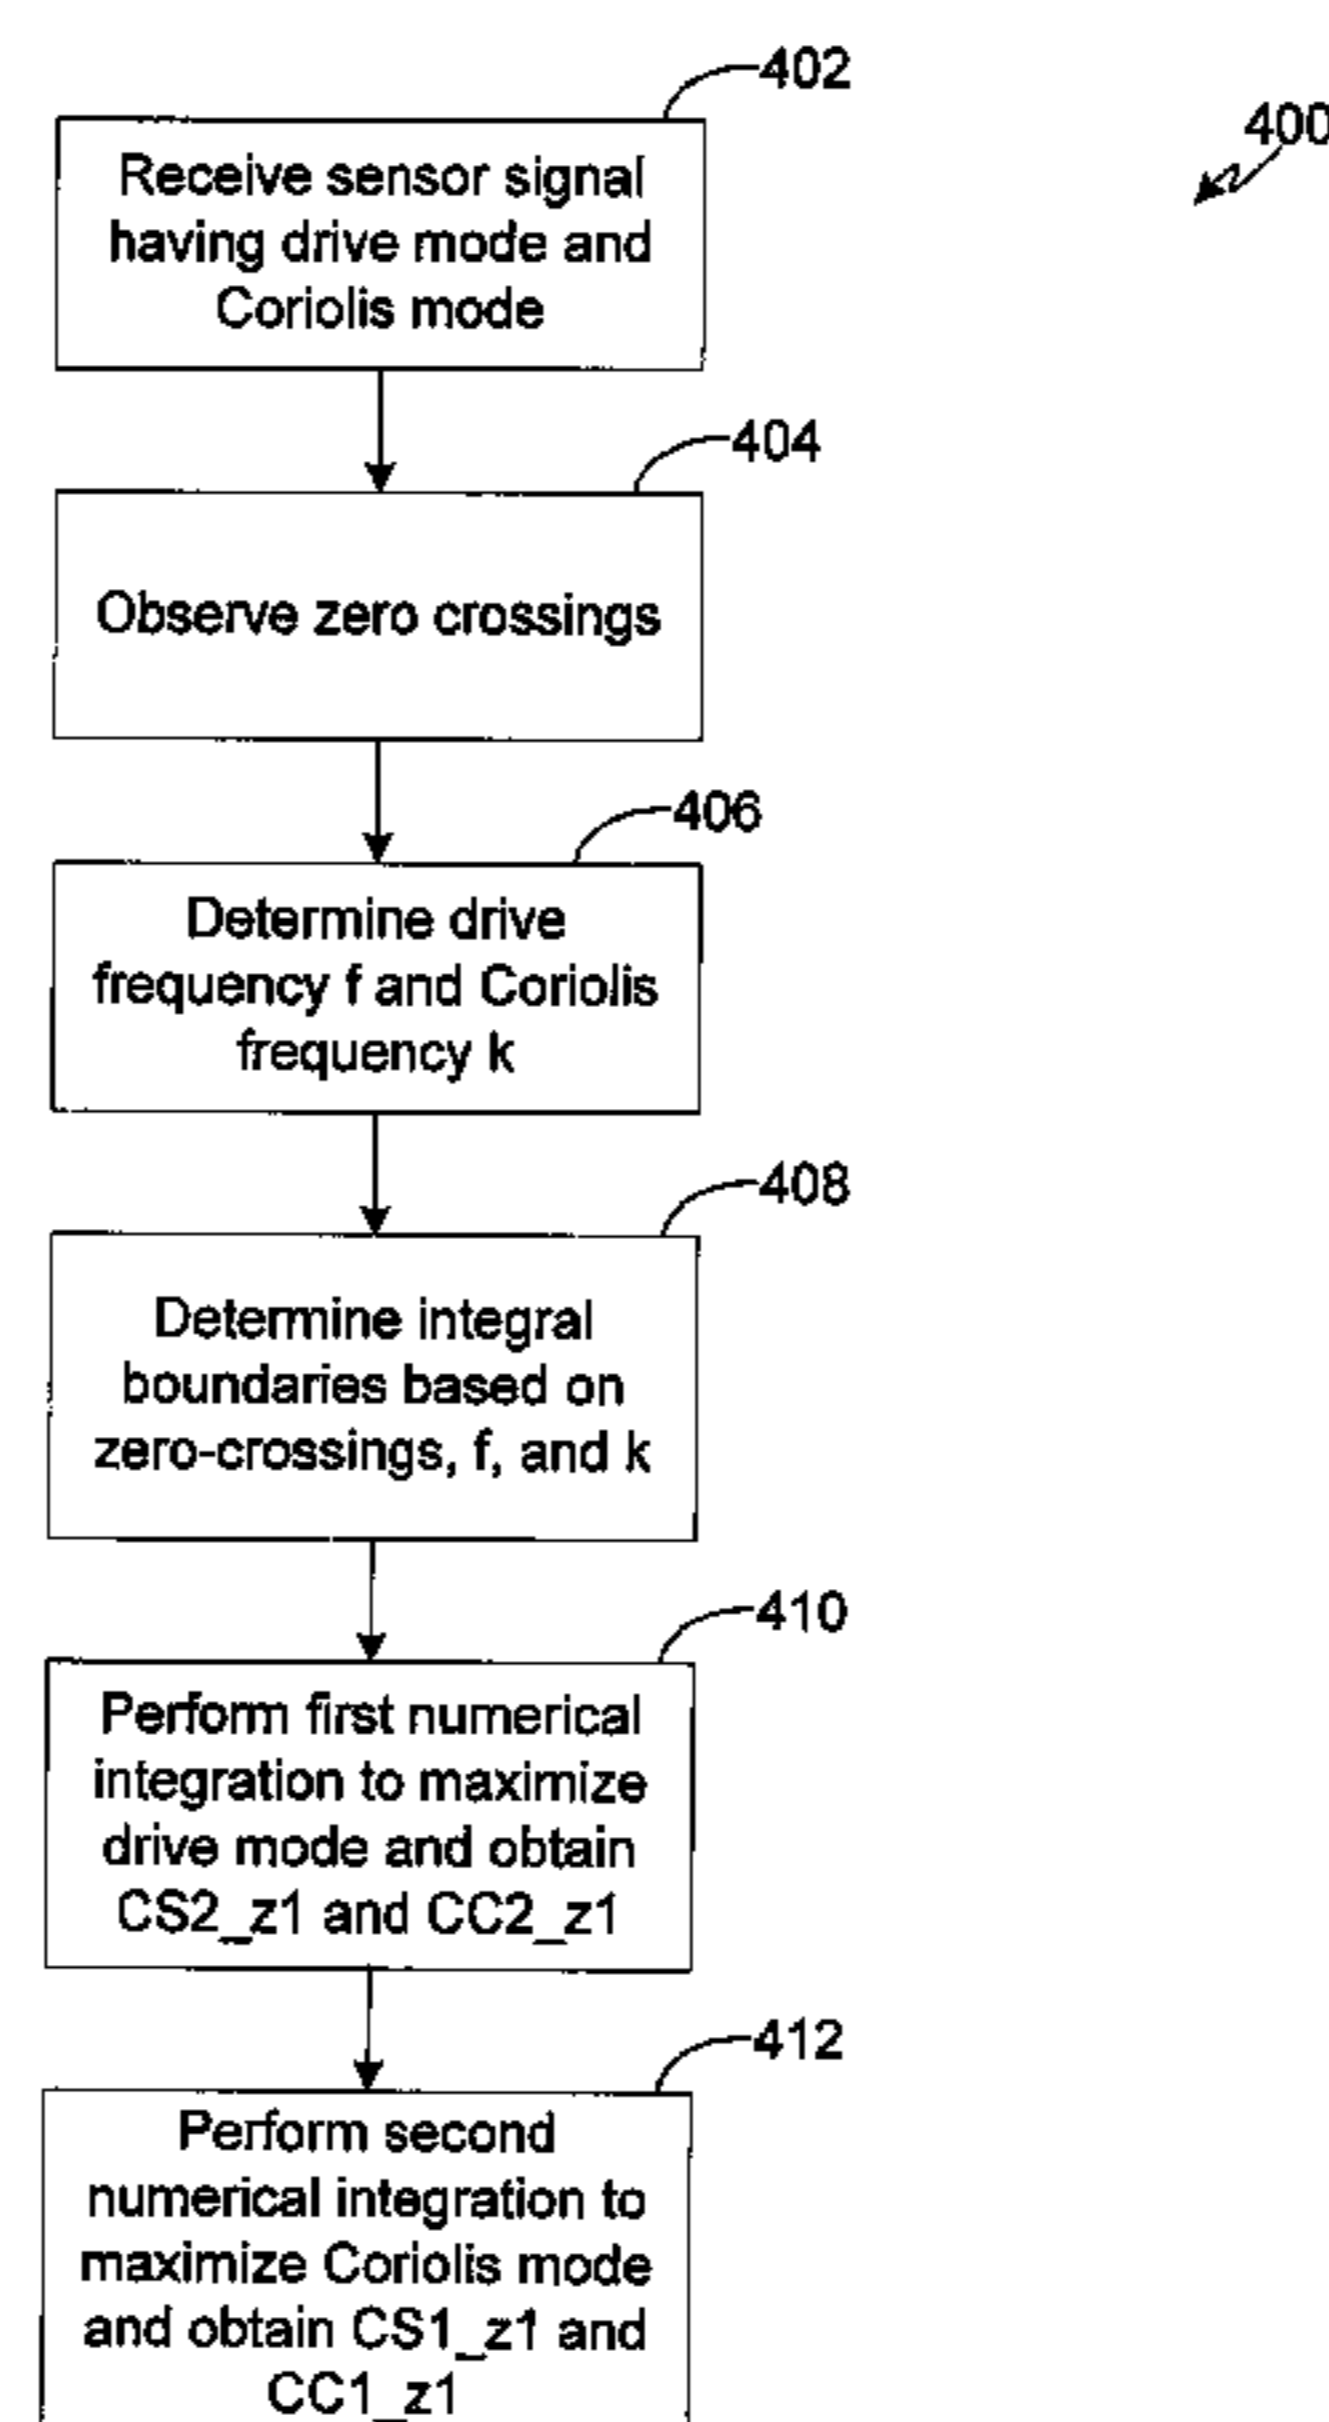 402
400
Receive sensor signal
having drive mode and
Coriolis mode
404
Observe zero crossings
406
Determine drive
frequency f and Coriolis
frequency k
408
Determine integral
boundaries based on
zero-crossings, f, and k
410
Perform first numerical
integration to maximize
drive mode and obtain
CS2_z1 and CC2_z1
412
Perform second
numerical integration to
maximize Coriolis mode
and obtain CS1_z1 and
CC1_z1